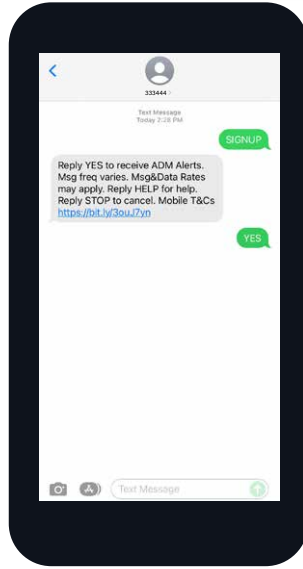 333444
Text Message
Today 2:28 PM
SIGNUP
Reply YES to receive ADM Alerts.
Msg freq varies. Msg&Data Rates
may apply. Reply HELP for help.
Reply STOP to cancel. Mobile T&Cs
https://bit.ly/3ouJ7yn
YES
Text Message